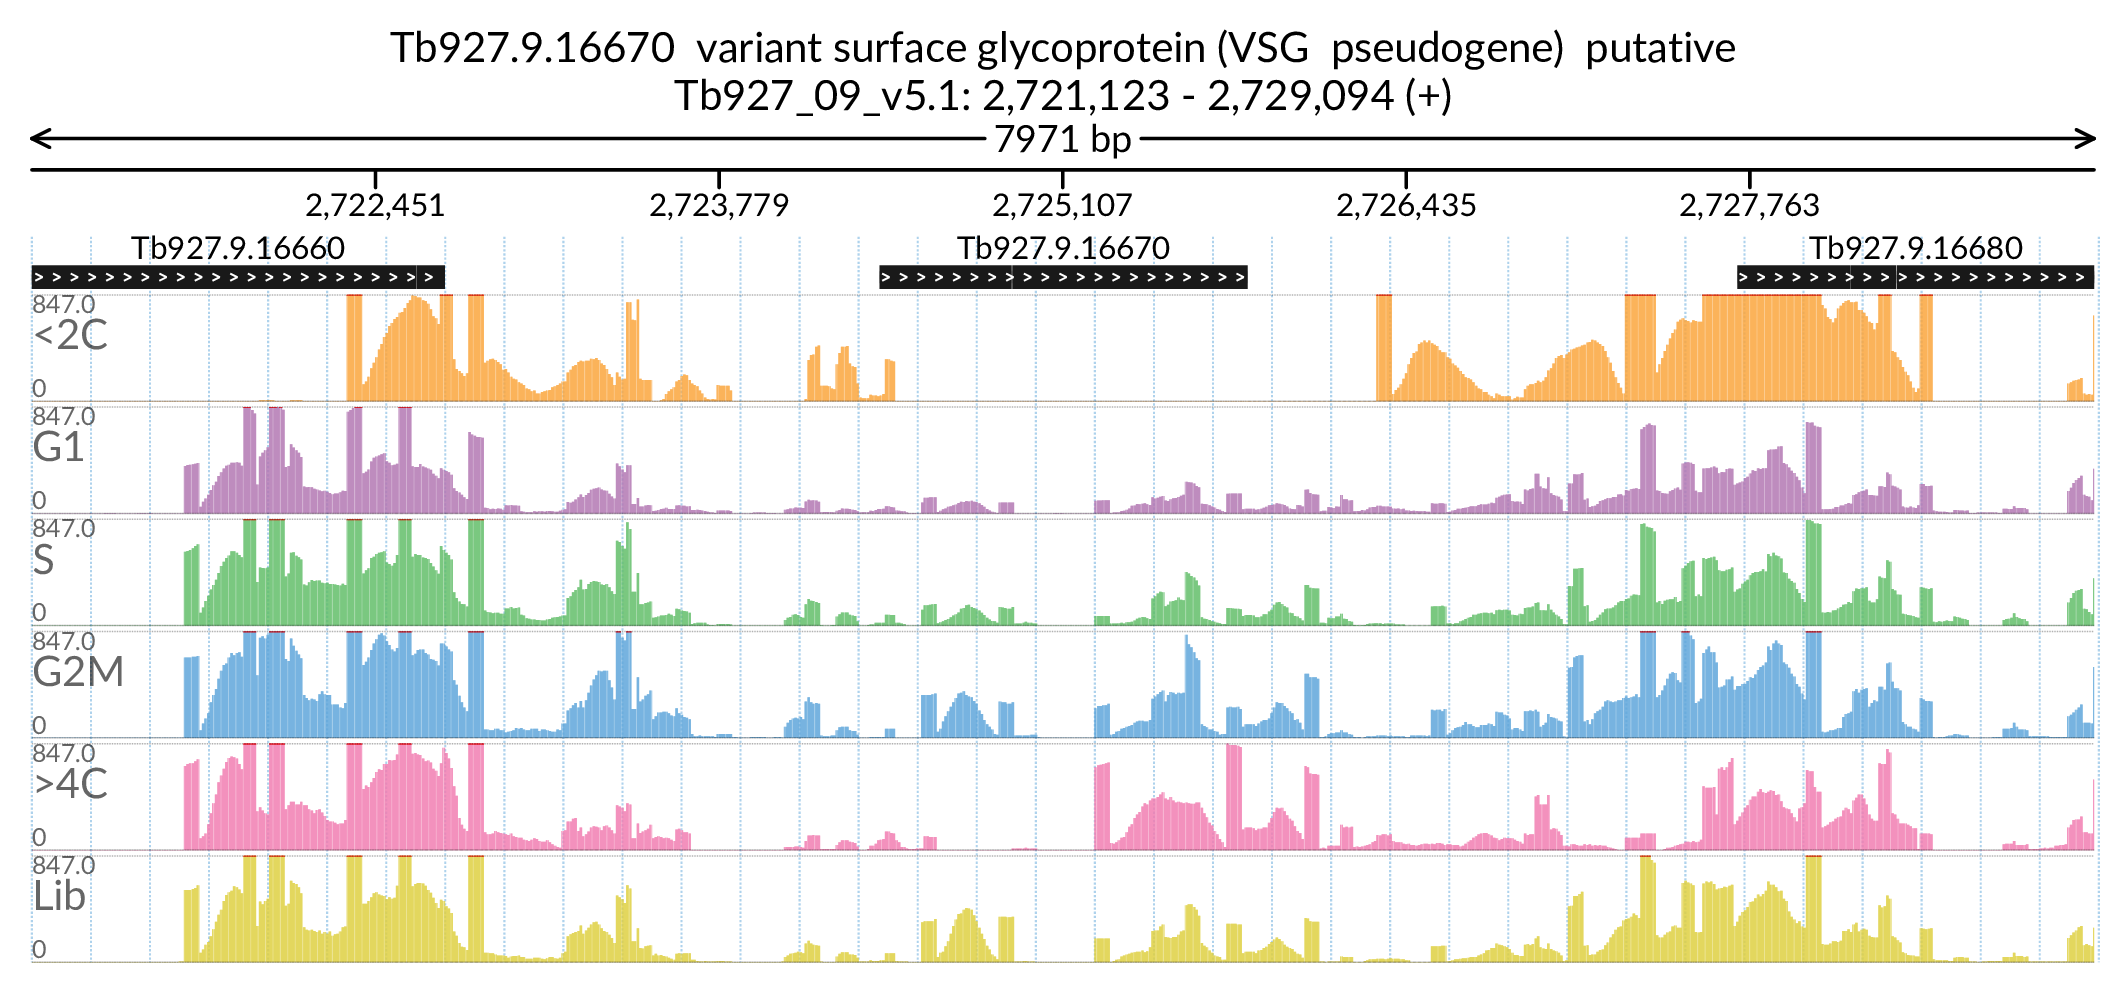 Tb927.9.16670 variant surface glycoprotein (VSG pseudogene) putative
Tb927_09_v5.1: 2,721,123 - 2,729,094 (+)
7971 bp
2,722,451 2,723,779 2,725,107 2,726,435 2,727,763
Tb927.9.16660 Tb927.9.16670 Tb927.9.16680
847.0
<2C
0
847.0
G1
0
847.0
S
0
847.0
G2M
0
847.0
>4C
0
847.0
Lib
0